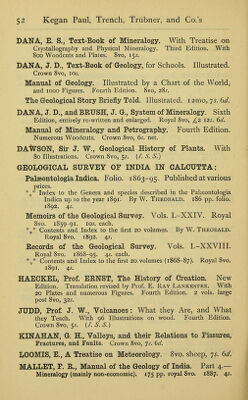 52 Kegan Paul, Trench, Trübner, and Co.'s
DANA, E. S., Text-Book of Mineralogy. With Treatise on
Crystallography and Physical Mineralogy. Third Edition. With
800 Woodcuts and Plates. 8vo, 15s.
DANA, J. D., Text-Book of Geology, for Schools. Illustrated.
Crown 8vo, 10s.
Manual of Geology. Illustrated by a Chart of the World,
and 1000 Figures. Fourth Edition. 8vo, 28s.
The Geological Story Briefly Told. Illustrated. 12mo, 7s. 6d.
DANA, J. D., and BRUSH, J. G., System of Mineralogy. Sixth
Edition, entirely re-written and enlarged. Royal 8vo, £2 12s. 6d.
Manual of Mineralogy and Petrography. Fourth Edition.
Numerous Woodcuts. Crown 8vo, 6s. net.
DAWSON, Sir J. W., Geological History of Plants. With
80 Illustrations. Crown 8vo, 5s. (I. S. S.)
GEOLOGICAL SURVEY OF INDIA IN CALCUTTA:
Palæontologia Indica. Folio. 1863-95. Published at various
prices.
*** Index to the Genera and species described in the Palæontologia
Indica up to the year 1891. By W. THEOBALD. 186 pp. folio.
1892. 4s.
Memoirs of the Geological Survey. Vols. I.-XXIV. Royal
8vo. 1859-91. 10s. each.
*** Contents and Index to the first 20 volumes. By W. THEOBALD.
Royal 8vo. 1892. 4s.
Records of the Geological Survey. Vols. I.-XXVIII.
Royal 8vo. 1868-95. 4s. each.
*** Contents and Index to the first 20 volumes (1868-87). Royal 8vo.
1891. 4s.
HAECKEL, Prof. ERNST, The History of Creation. New
Edition. Translation revised by Prof. E. RAY LANKESTER. With
20 Plates and numerous Figures. Fourth Edition. 2 vols. large
post 8vo, 32s.
JUDD, Prof. J. W., Volcanoes: What they are, and What
they Teach. With 96 Illustrations on wood. Fourth Edition.
Crown 8vo, 5s. (I. S. S.)
KINAHAN, G. H., Valleys, and their Relations to Fissures,
Fractures, and Faults. Crown 8vo, 7s. 6d.
LOOMIS, E., A Treatise on Meteorology. 8vo. sheep, 7s. 6d.
MALLET, F. R., Manual of the Geology of India. Part 4.—
Mineralogy (mainly non-economic). 175 pp. royal 8vo. 1887. 4s.